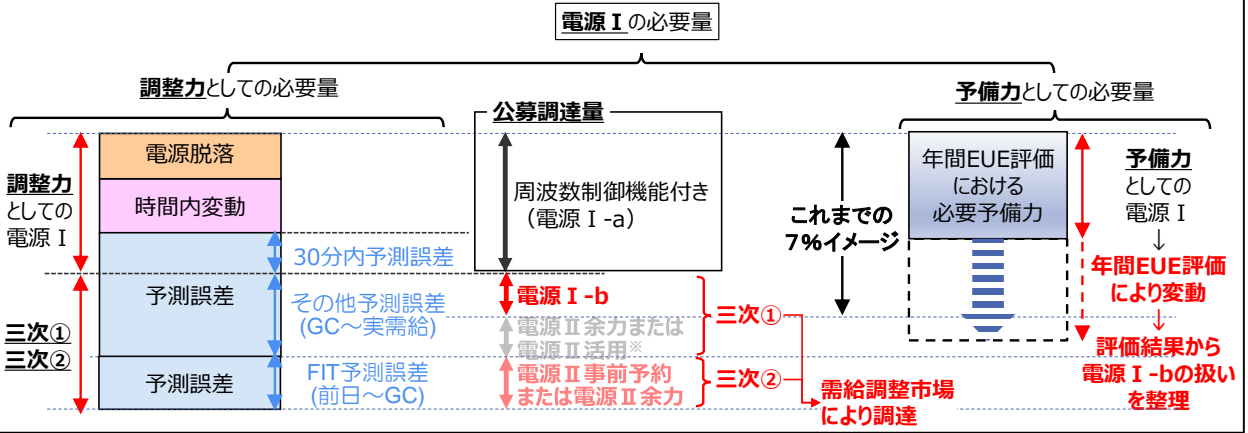 電源Ⅰの必要量
調整力としての必要量
予備力としての必要量
公募調達量
調整力
としての
電源Ⅰ
三次①
三次②
電源脱落
時間内変動
予測誤差
予測誤差
30分内予測誤差
その他予測誤差
(GC～実需給)
FIT予測誤差
(前日～GC)
周波数制御機能付き
（電源Ⅰ-a）
電源Ⅰ-b
電源Ⅱ余力または
電源Ⅱ活用※
電源Ⅱ事前予約
または電源Ⅱ余力
三次①
三次②
需給調整市場
により調達
これまでの
７%イメージ
年間EUE評価
における
必要予備力
予備力
としての
電源Ⅰ
↓
年間EUE評価
により変動
↓
評価結果から
電源Ⅰ-bの扱い
を整理